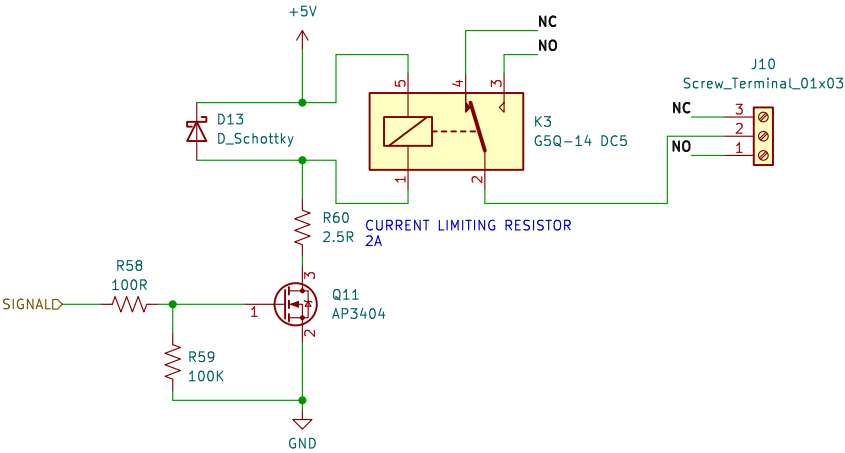 +5V
NC
NO
J10
Screw_Terminal_01x03
5
4
3
D13
D_Schottky
K3
G5Q-14 DC5
NC
3
2
NO
1
1
2
R60
2.5R
CURRENT LIMITING RESISTOR
2A
R58
100R
3
SIGNAL
1
Q11
AP3404
2
R59
100K
GND